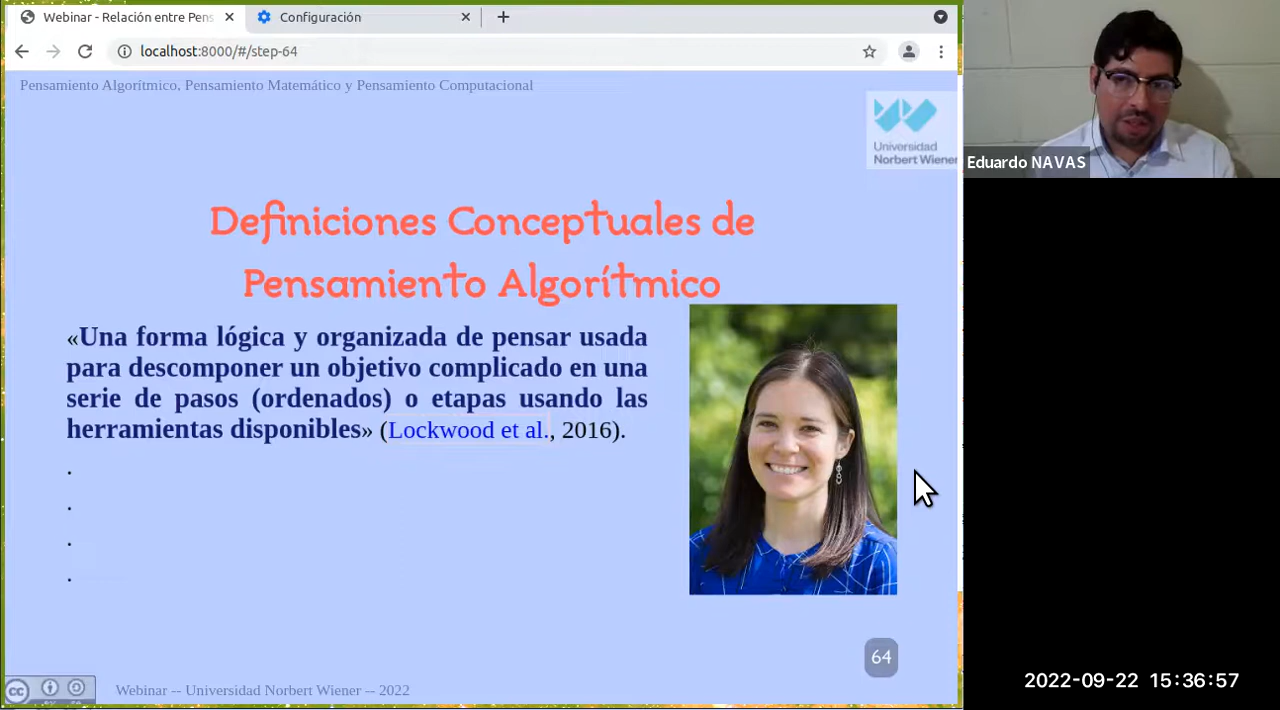 Webinar - Relación entre Pens
Configuración
localhost:8000/#/step-64
Pensamiento Algorítmico, Pensamiento Matemático y Pensamiento Computacional
Universidad
Norbert Wiener
Eduardo NAVAS
Definiciones Conceptuales de
Pensamiento Algorítmico
«Una forma lógica y organizada de pensar usada
para descomponer un objetivo complicado en una
serie de pasos (ordenados) o etapas usando las
herramientas disponibles» (Lockwood et al., 2016).
.
.
.
.
64
cc
Webinar -- Universidad Norbert Wiener -- 2022
2022-09-22 15:36:57